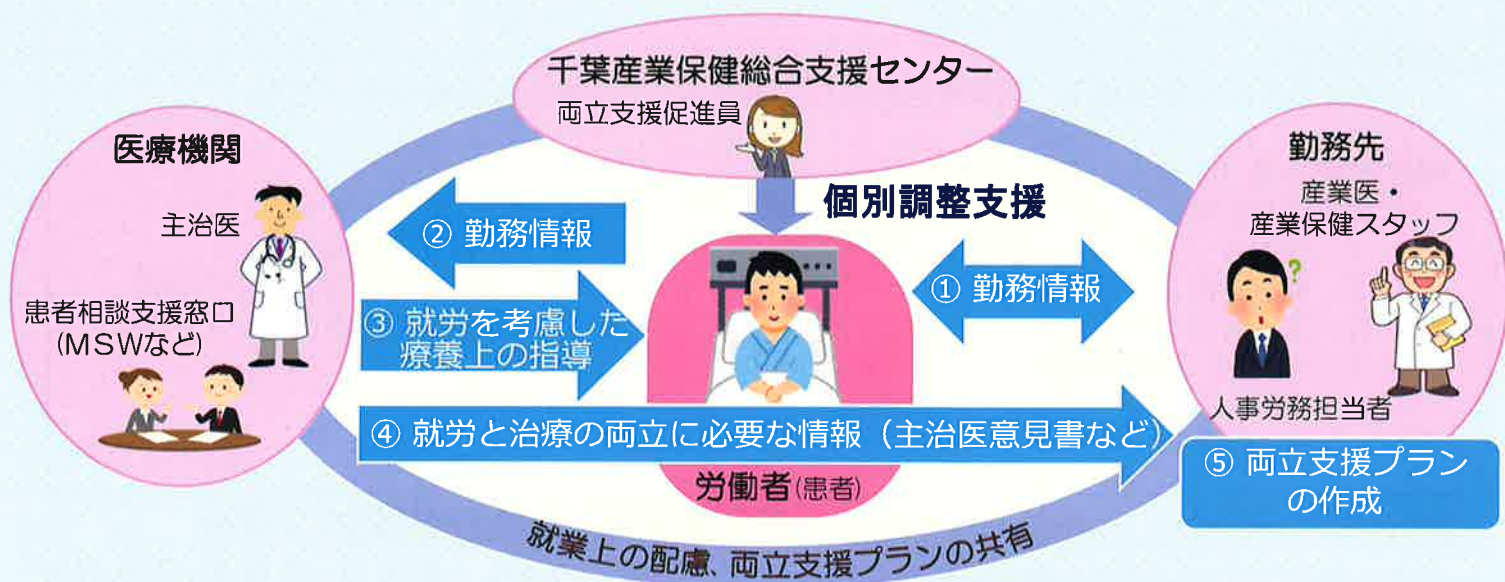 千葉産業保健総合支援センター
両立支援促進員
医療機関
主治医
患者相談支援窓口
(MSWなど)
個別調整支援
勤務先
産業医・
産業保健スタッフ
?
人事労務担当者
① 勤務情報
② 勤務情報
③ 就労を考慮した
療養上の指導
④ 就労と治療の両立に必要な情報（主治医意見書など）
⑤ 両立支援プラン
の作成
労働者(患者)
就業上の配慮、両立支援プランの共有